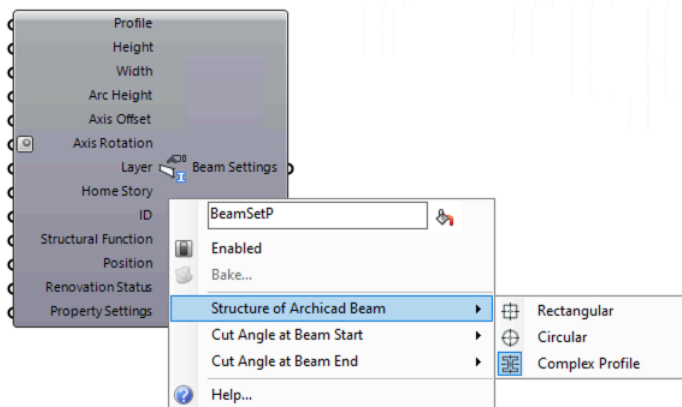 Profile
Height
Width
Arc Height
Axis Offset
Axis Rotation
Layer
Beam Settings
Home Story
ID
Structural Function
Position
Renovation Status
Property Settings
BeamSetP
Enabled
Bake...
Structure of Archicad Beam
Cut Angle at Beam Start
Cut Angle at Beam End
Help...
Rectangular
Circular
Complex Profile